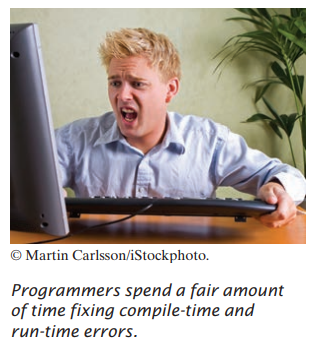 © Martin Carlsson/iStockphoto.
Programmers spend a fair amount
of time fixing compile-time and
run-time errors.